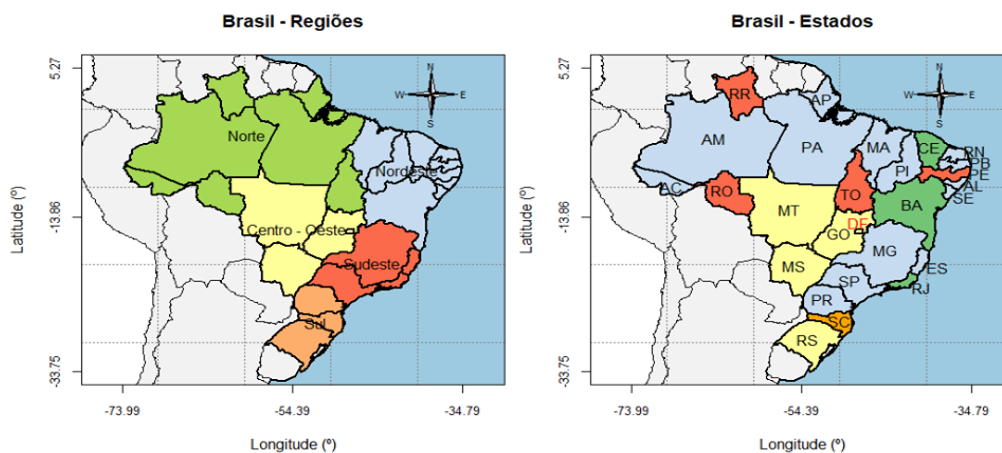 Brasil - Regiões
5.27
-13.86
-33.75
Latitude (º)
N
W
E
S
Norte
Nordeste
Centro - Oeste
Sudeste
Sul
-73.99
-54.39
-34.79
Longitude (º)
Brasil - Estados
5.27
-13.86
-33.75
Latitude (º)
N
W
E
S
RR
AP
AM
PA
MA
CE
RN
PB
PI
PE
AL
AC
RO
TO
SE
BA
MT
DF
GO
MG
MS
ES
SP
RJ
PR
SC
RS
-73.99
-54.39
-34.79
Longitude (º)